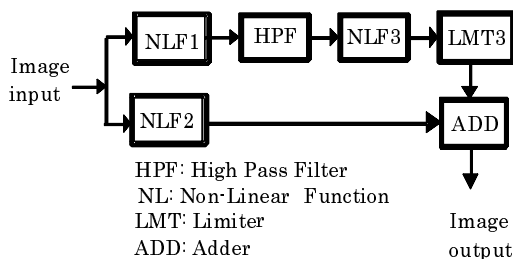 NLF1 HPF NLF3 LMT3
Image
input
NLF2 ADD
HPF: High Pass Filter
NL: Non-Linear Function
LMT: Limiter
ADD: Adder
Image
output